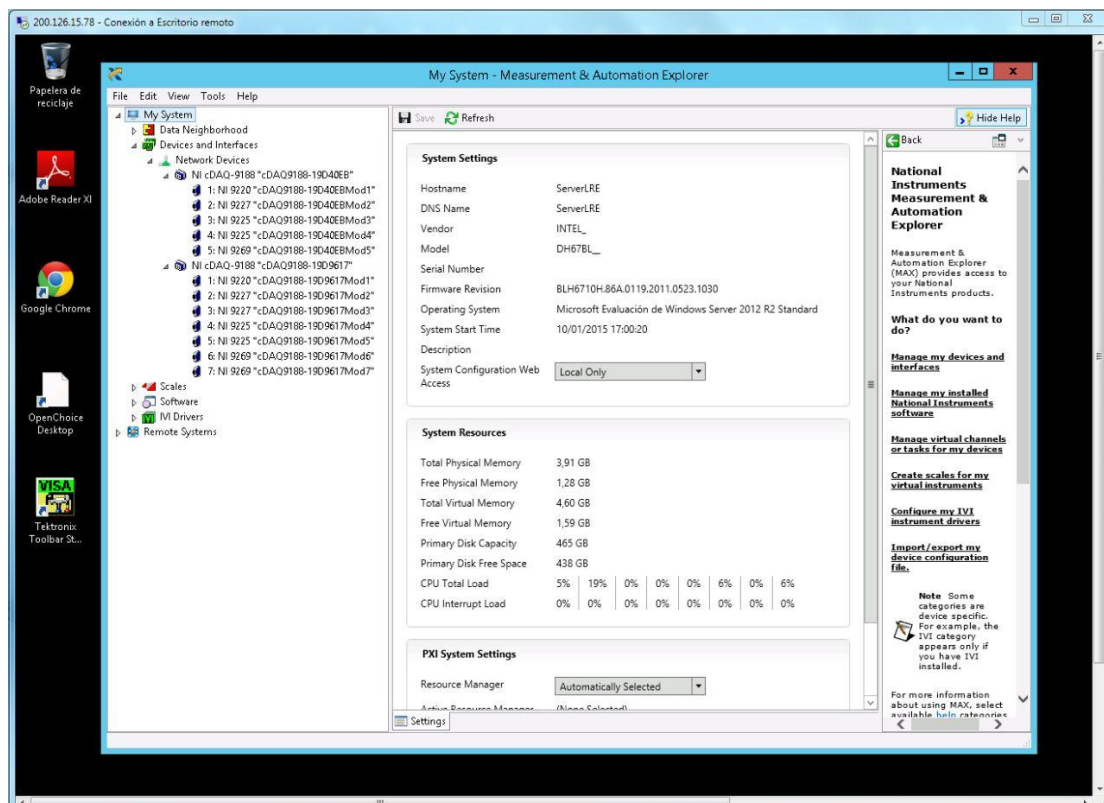 200.126.15.78 - Conexión a Escritorio remoto
Papelera de
reciclaje
Adobe Reader XI
Google Chrome
OpenChoice
Desktop
VISA
Tektronix
Toolbar St...
My System - Measurement & Automation Explorer
File Edit View Tools Help
My System
Data Neighborhood
Devices and Interfaces
Network Devices
NI cDAQ-9188 "cDAQ9188-19D40EB"
1: NI 9220 "cDAQ9188-19D40EBMod1"
2: NI 9227 "cDAQ9188-19D40EBMod2"
3: NI 9225 "cDAQ9188-19D40EBMod3"
4: NI 9225 "cDAQ9188-19D40EBMod4"
5: NI 9269 "cDAQ9188-19D40EBMod5"
NI cDAQ-9188 "cDAQ9188-19D9617"
1: NI 9220 "cDAQ9188-19D9617Mod1"
2: NI 9227 "cDAQ9188-19D9617Mod2"
3: NI 9227 "cDAQ9188-19D9617Mod3"
4: NI 9225 "cDAQ9188-19D9617Mod4"
5: NI 9225 "cDAQ9188-19D9617Mod5"
6: NI 9269 "cDAQ9188-19D9617Mod6"
7: NI 9269 "cDAQ9188-19D9617Mod7"
Scales
Software
IVI Drivers
Remote Systems
Save Refresh
Hide Help
System Settings
Hostname ServerLRE
DNS Name ServerLRE
Vendor INTEL_
Model DH67BL__
Serial Number
Firmware Revision BLH6710H.86A.0119.2011.0523.1030
Operating System Microsoft Evaluación de Windows Server 2012 R2 Standard
System Start Time 10/01/2015 17:00:20
Description
System Configuration Web
Access
Local Only
System Resources
Total Physical Memory 3,91 GB
Free Physical Memory 1,28 GB
Total Virtual Memory 4,60 GB
Free Virtual Memory 1,59 GB
Primary Disk Capacity 465 GB
Primary Disk Free Space 438 GB
CPU Total Load 5% 19% 0% 0% 0% 6% 0% 6%
CPU Interrupt Load 0% 0% 0% 0% 0% 0% 0% 0%
PXI System Settings
Resource Manager Automatically Selected
Active Resource Manager (None Selected)
Settings
Back
National
Instruments
Measurement &
Automation
Explorer
Measurement &
Automation Explorer
(MAX) provides access to
your National
Instruments products.
What do you want to
do?
Manage my devices and
interfaces
Manage my installed
National Instruments
software
Manage virtual channels
or tasks for my devices
Create scales for my
virtual instruments
Configure my IVI
instrument drivers
Import/export my
device configuration
file.
Note Some
categories are
device specific.
For example, the
IVI category
appears only if
you have IVI
installed.
For more information
about using MAX, select
available help categories